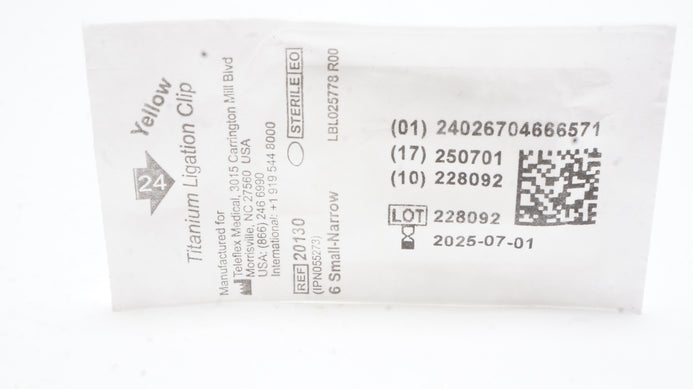 24
Yellow
Titanium Ligation Clip
Manufactured for
Teleflex Medical, 3015 Carrington Mill Blvd
Morrisville, NC 27560 USA
USA: (866) 246 6990
International: +1 919 544 8000
STERILE EO
REF 20130
(IPN055273)
6 Small-Narrow
LBL025778 R00
(01) 24026704666571
(17) 250701
(10) 228092
LOT 228092
2025-07-01